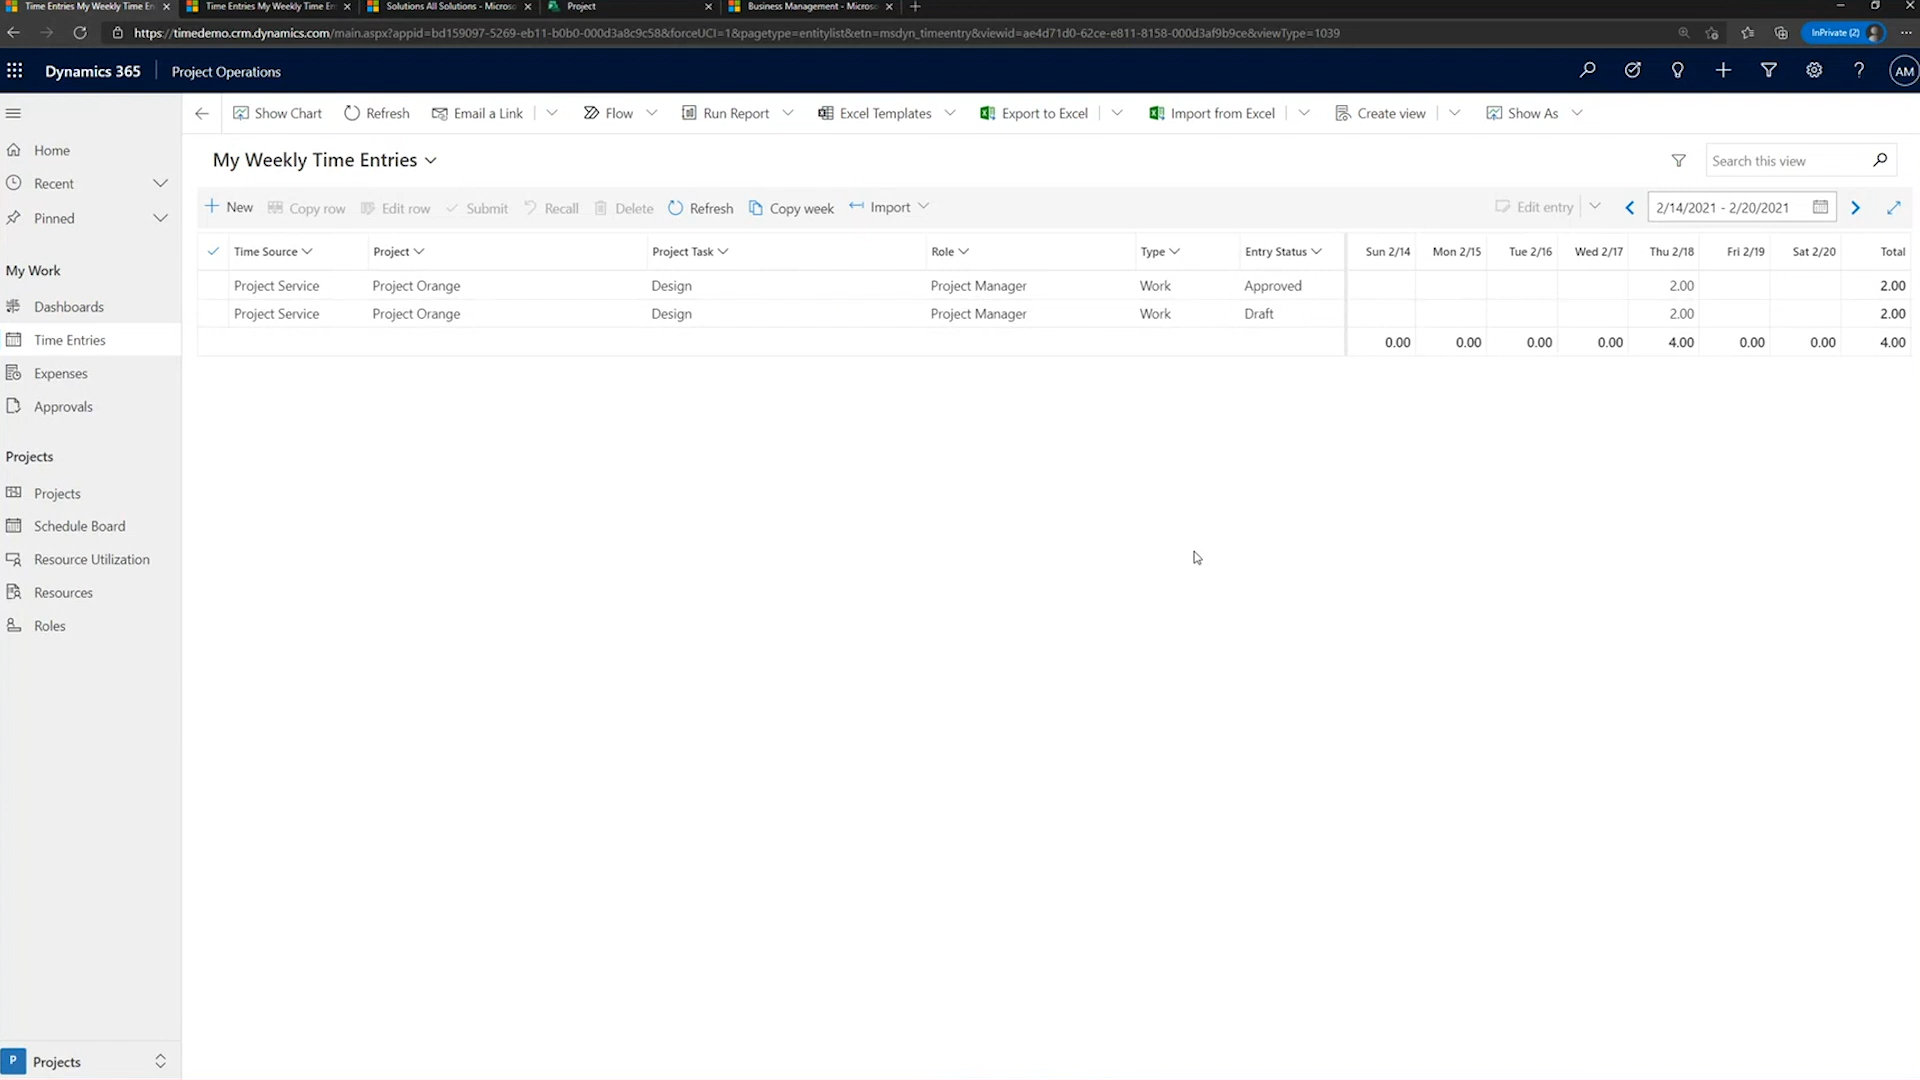 Time Entries My Weekly Time En
Time Entries My Weekly Time En
Solutions All Solutions - Microso
Project
Business Management - Microso
https://timedemo.crm.dynamics.com/main.aspx?appid=bd159097-5269-eb11-b0b0-000d3a8c9c58&forceUCI=1&pagetype=entitylist&etn=msdyn_timeentry&viewid=ae4d71d0-62ce-e811-8158-000d3af9b9ce&viewType=1039
InPrivate (2)
Dynamics 365 Project Operations
AM
Show Chart Refresh Email a Link Flow Run Report Excel Templates Export to Excel Import from Excel Create view Show As
Home
Recent
Pinned
My Work
Dashboards
Time Entries
Expenses
Approvals
Projects
Projects
Schedule Board
Resource Utilization
Resources
Roles
P Projects
My Weekly Time Entries
Search this view
New Copy row Edit row Submit Recall Delete Refresh Copy week Import Edit entry 2/14/2021 - 2/20/2021
Time Source Project Project Task Role Type Entry Status Sun 2/14 Mon 2/15 Tue 2/16 Wed 2/17 Thu 2/18 Fri 2/19 Sat 2/20 Total
Project Service Project Orange Design Project Manager Work Approved 2.00 2.00
Project Service Project Orange Design Project Manager Work Draft 2.00 2.00
0.00 0.00 0.00 0.00 4.00 0.00 0.00 4.00